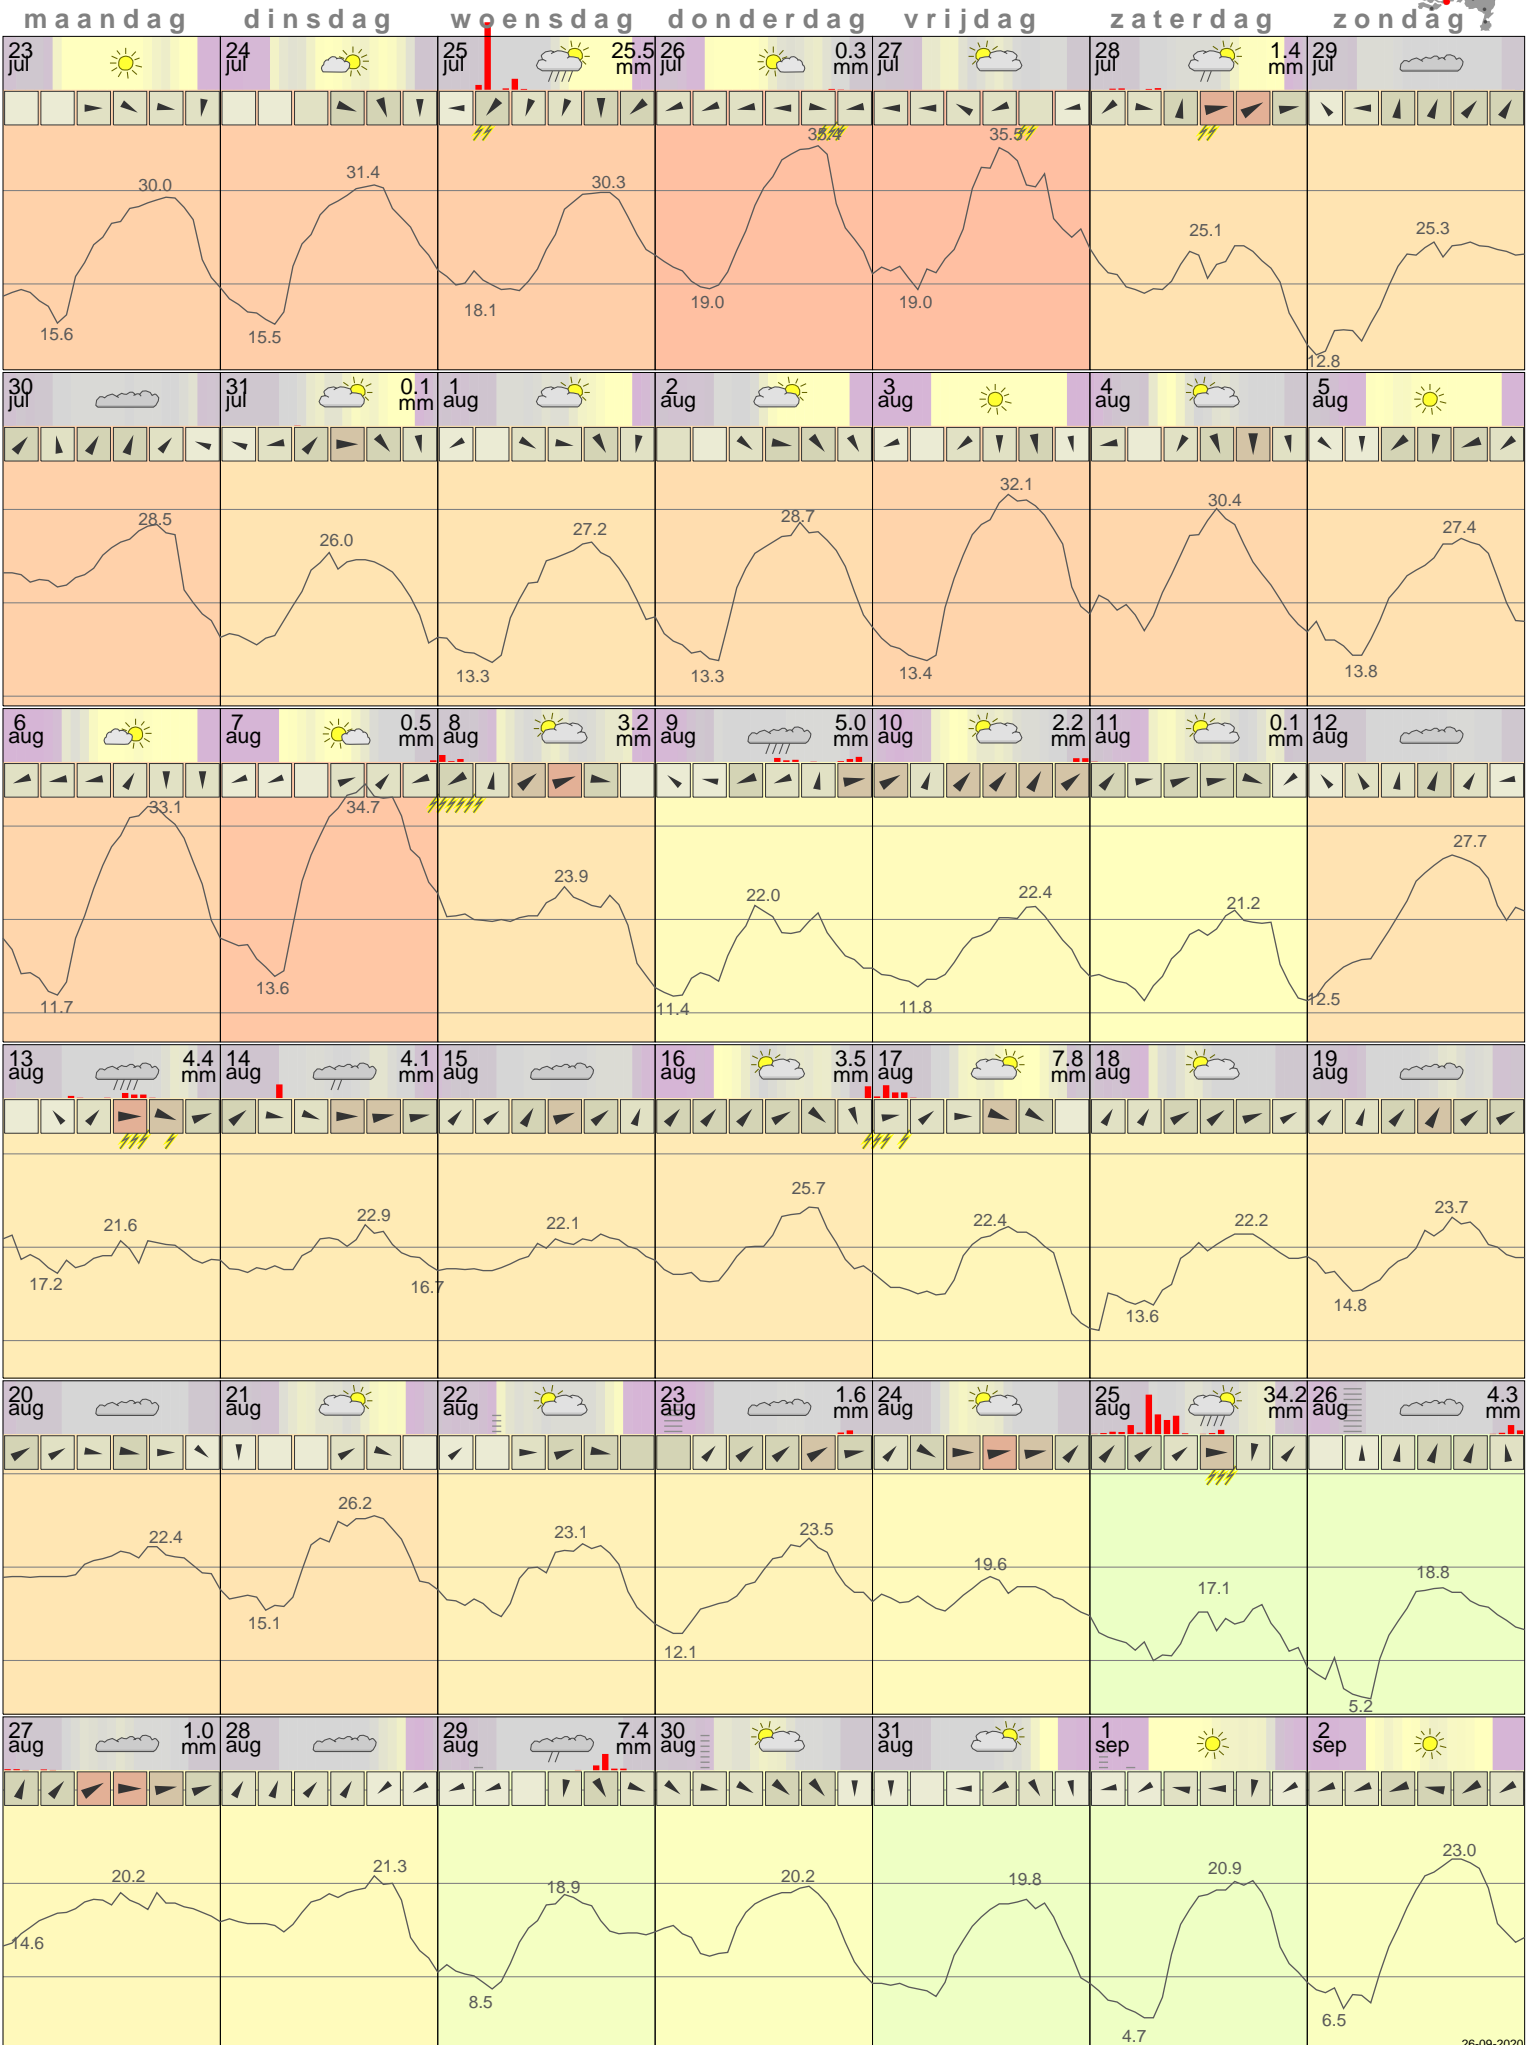 maandag dinsdag woensdag donderdag vrijdag zaterdag zondag
23 24 25 25.5 26 0.3 27 28 1.4 29
jul jul jul mm jul mm jul jul mm jul
35.4 35.5
30.0 31.4 30.3 25.1 25.3
15.6 15.5 18.1 19.0 19.0 12.8
30 31 0.1 1 2 3 4 5
jul jul mm aug aug aug aug aug
28.5 26.0 27.2 28.7 32.1 30.4 27.4
13.3 13.3 13.4 13.8
6 7 0.5 8 3.2 9 5.0 10 2.2 11 0.1 12
aug aug mm aug mm aug mm aug mm aug mm aug
33.1 34.7 23.9 22.0 22.4 21.2 27.7
11.7 13.6 11.4 11.8 12.5
13 4.4 14 4.1 15 16 3.5 17 7.8 18 19
aug mm aug mm aug aug mm aug mm aug aug
21.6 22.9 22.1 25.7 22.4 22.2 23.7
17.2 16.7 13.6 14.8
20 21 22 23 1.6 24 25 34.2 26 4.3
aug aug aug aug mm aug aug mm aug mm
22.4 26.2 23.1 23.5 19.6 17.1 18.8
15.1 12.1 5.2
27 1.0 28 29 7.4 30 31 1 2
aug mm aug aug mm aug aug sep sep
20.2 21.3 18.9 20.2 19.8 20.9 23.0
14.6 8.5 4.7 6.5
26-09-2020